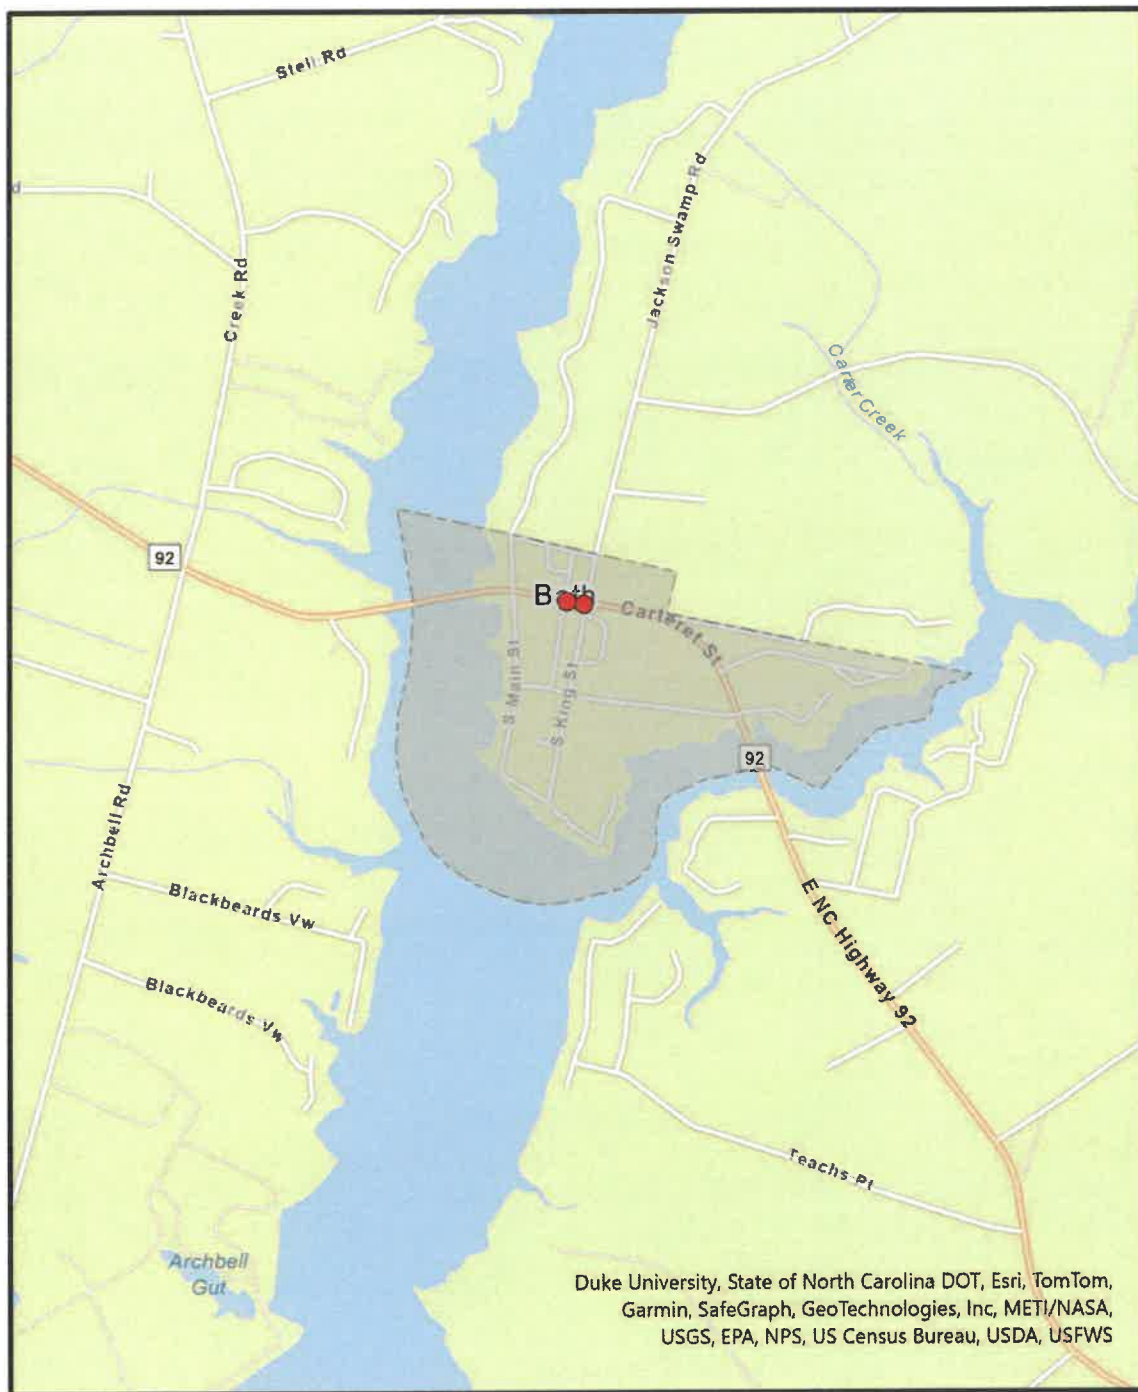 Stell Rd
d
Creek Rd
Jackson Swamp Rd
Carter Creek
92
Bath
Carteret St
S Main St
S King St
92
Archbell Rd
Blackbeards Vw
E NC Highway 92
Blackbeards Vw
Teachs Pt
Archbell
Gut
Duke University, State of North Carolina DOT, Esri, TomTom,
Garmin, SafeGraph, GeoTechnologies, Inc, METI/NASA,
USGS, EPA, NPS, US Census Bureau, USDA, USFWS